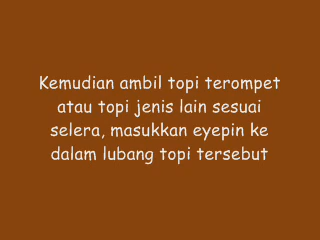 Kemudian ambil topi terompet
atau topi jenis lain sesuai
selera, masukkan eyepin ke
dalam lubang topi tersebut